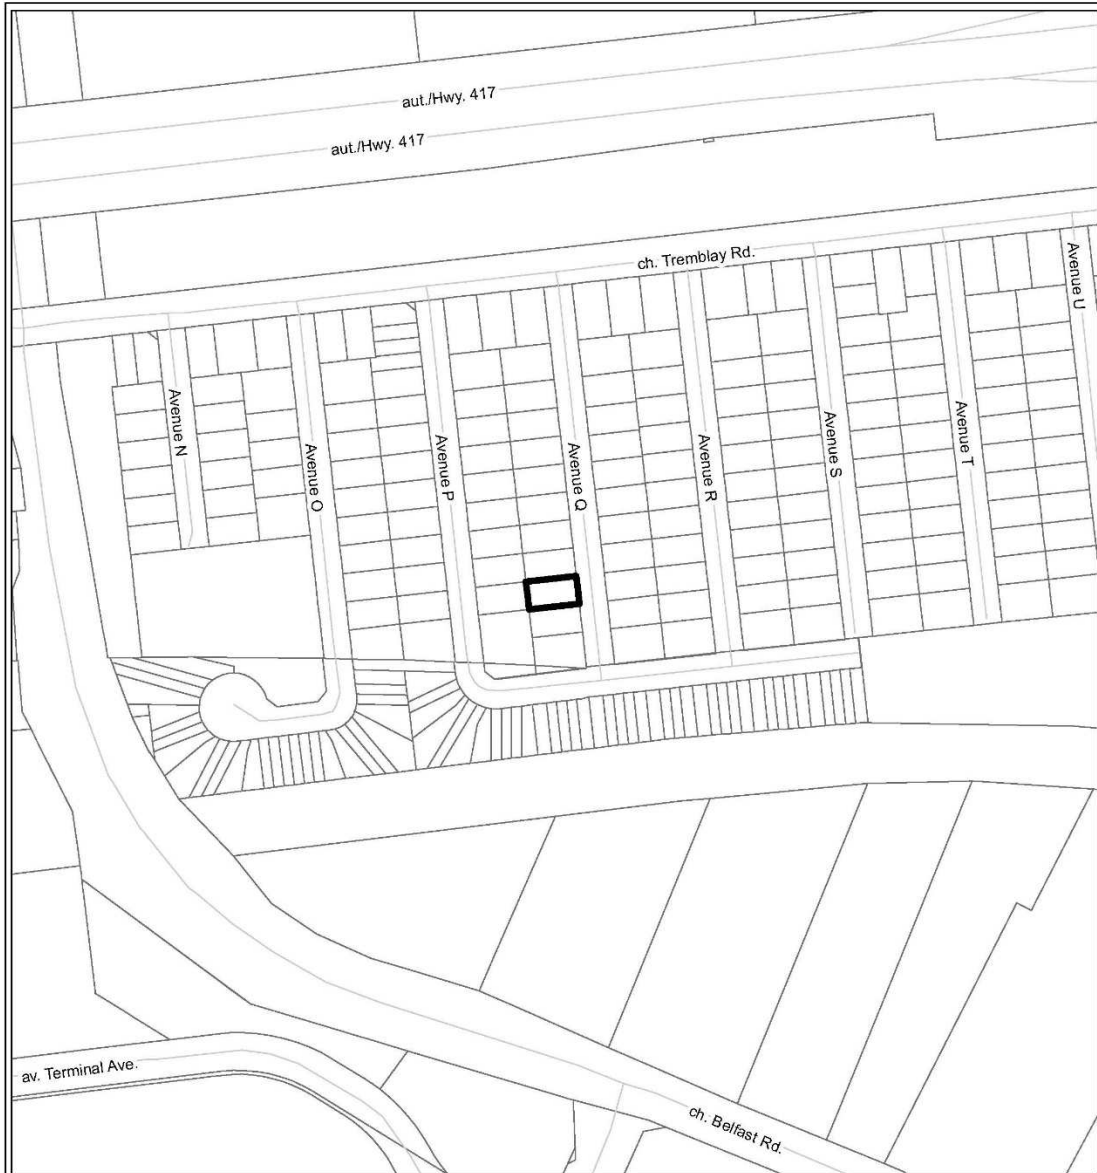 aut./Hwy. 417
aut./Hwy. 417
ch. Tremblay Rd.
Avenue U
Avenue N
Avenue O
Avenue P
Avenue Q
Avenue R
Avenue S
Avenue T
av. Terminal Ave.
ch. Belfast Rd.